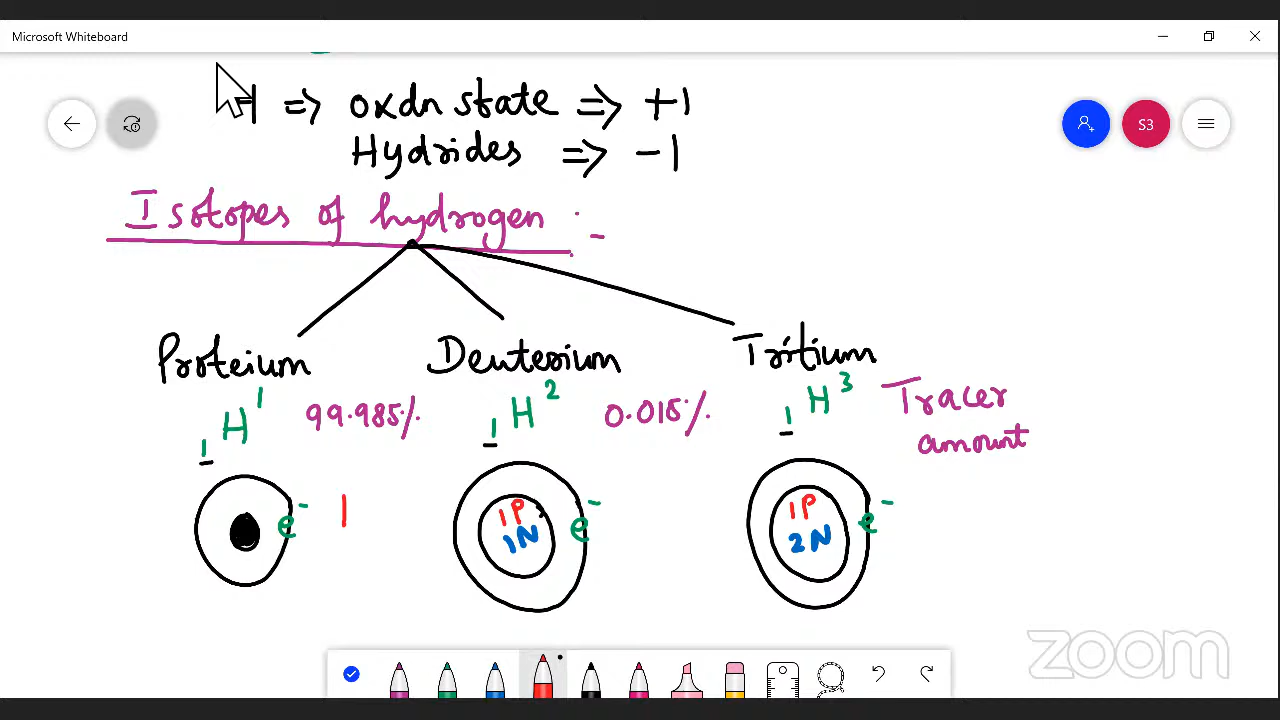 Microsoft Whiteboard
H => oxdn state => +1
Hydrides => -1
Isotopes of hydrogen :-
Proteium Deuterium Tritium
₁H¹ 99.985% ₁H² 0.015% ₁H³ Tracer amount
e⁻ 1 1P 1N e⁻ 1P 2N e⁻
S3
zoom